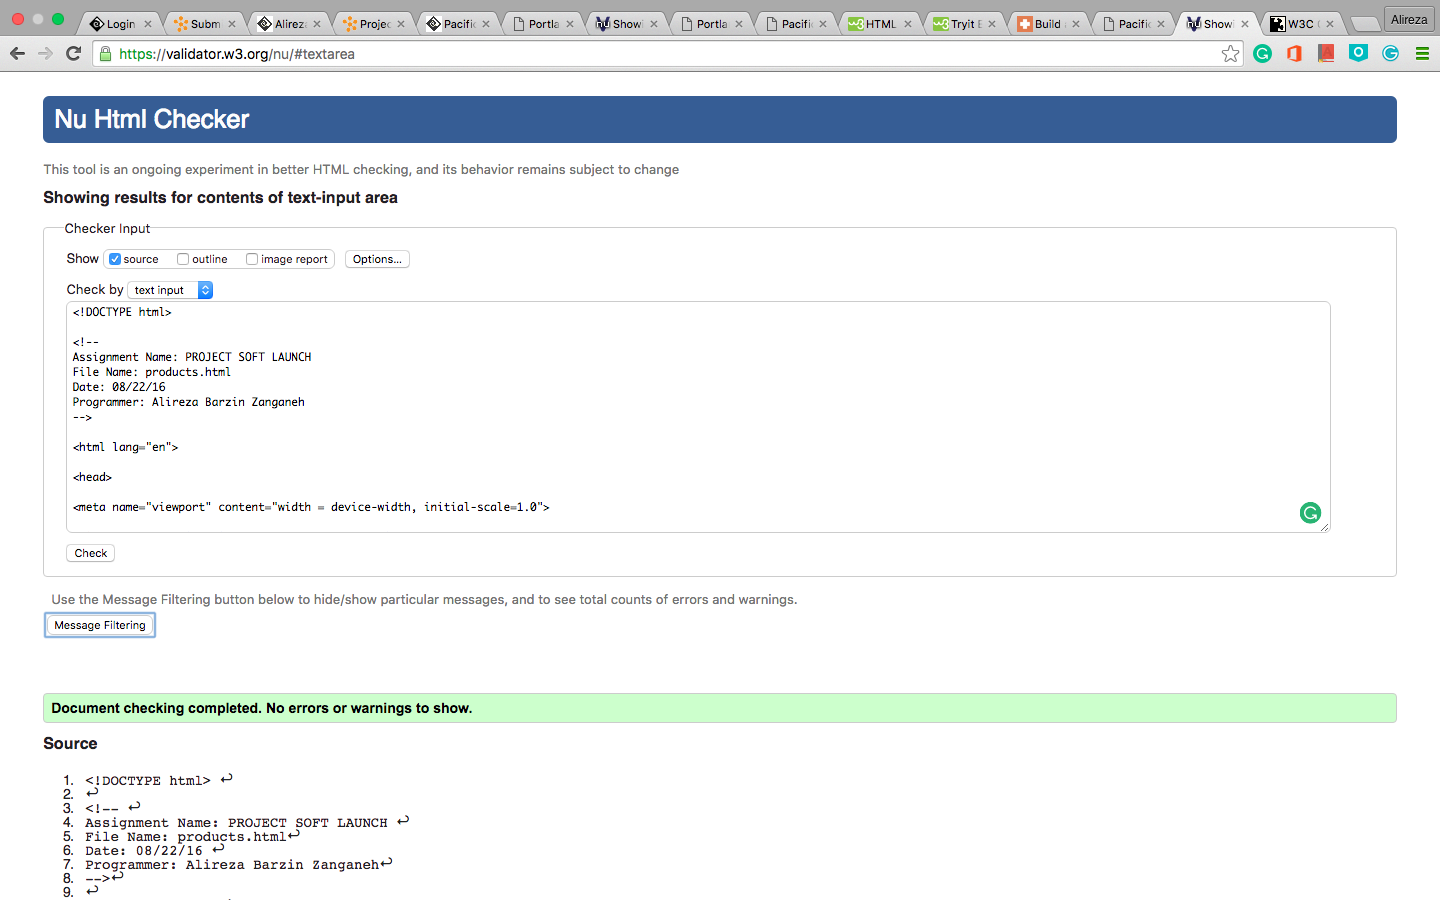 Login
Subm
Alirez
Projec
Pacific
Portla
Showi
Portla
Pacific
HTML
Tryit E
Build a
Pacific
Showi
W3C
Alireza
https://validator.w3.org/nu/#textarea
Nu Html Checker
This tool is an ongoing experiment in better HTML checking, and its behavior remains subject to change
Showing results for contents of text-input area
Checker Input
Show source outline image report Options...
Check by text input
<!DOCTYPE html>
<!--
Assignment Name: PROJECT SOFT LAUNCH
File Name: products.html
Date: 08/22/16
Programmer: Alireza Barzin Zanganeh
-->
<html lang="en">
<head>
<meta name="viewport" content="width = device-width, initial-scale=1.0">
Check
Use the Message Filtering button below to hide/show particular messages, and to see total counts of errors and warnings.
Message Filtering
Document checking completed. No errors or warnings to show.
Source
1. <!DOCTYPE html> ↩
2. ↩
3. <!-- ↩
4. Assignment Name: PROJECT SOFT LAUNCH ↩
5. File Name: products.html↩
6. Date: 08/22/16 ↩
7. Programmer: Alireza Barzin Zanganeh↩
8. -->↩
9. ↩